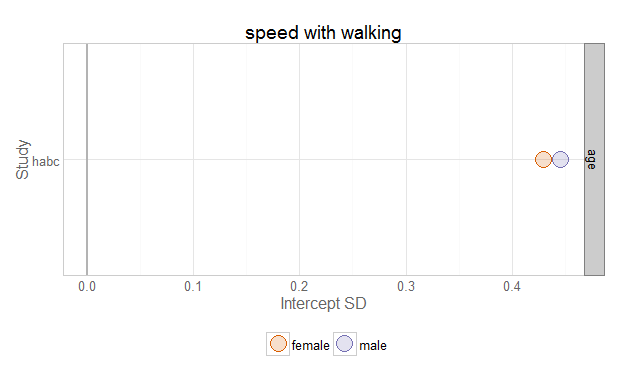 speed with walking
Study
habc
age
0.0 0.1 0.2 0.3 0.4
Intercept SD
female male